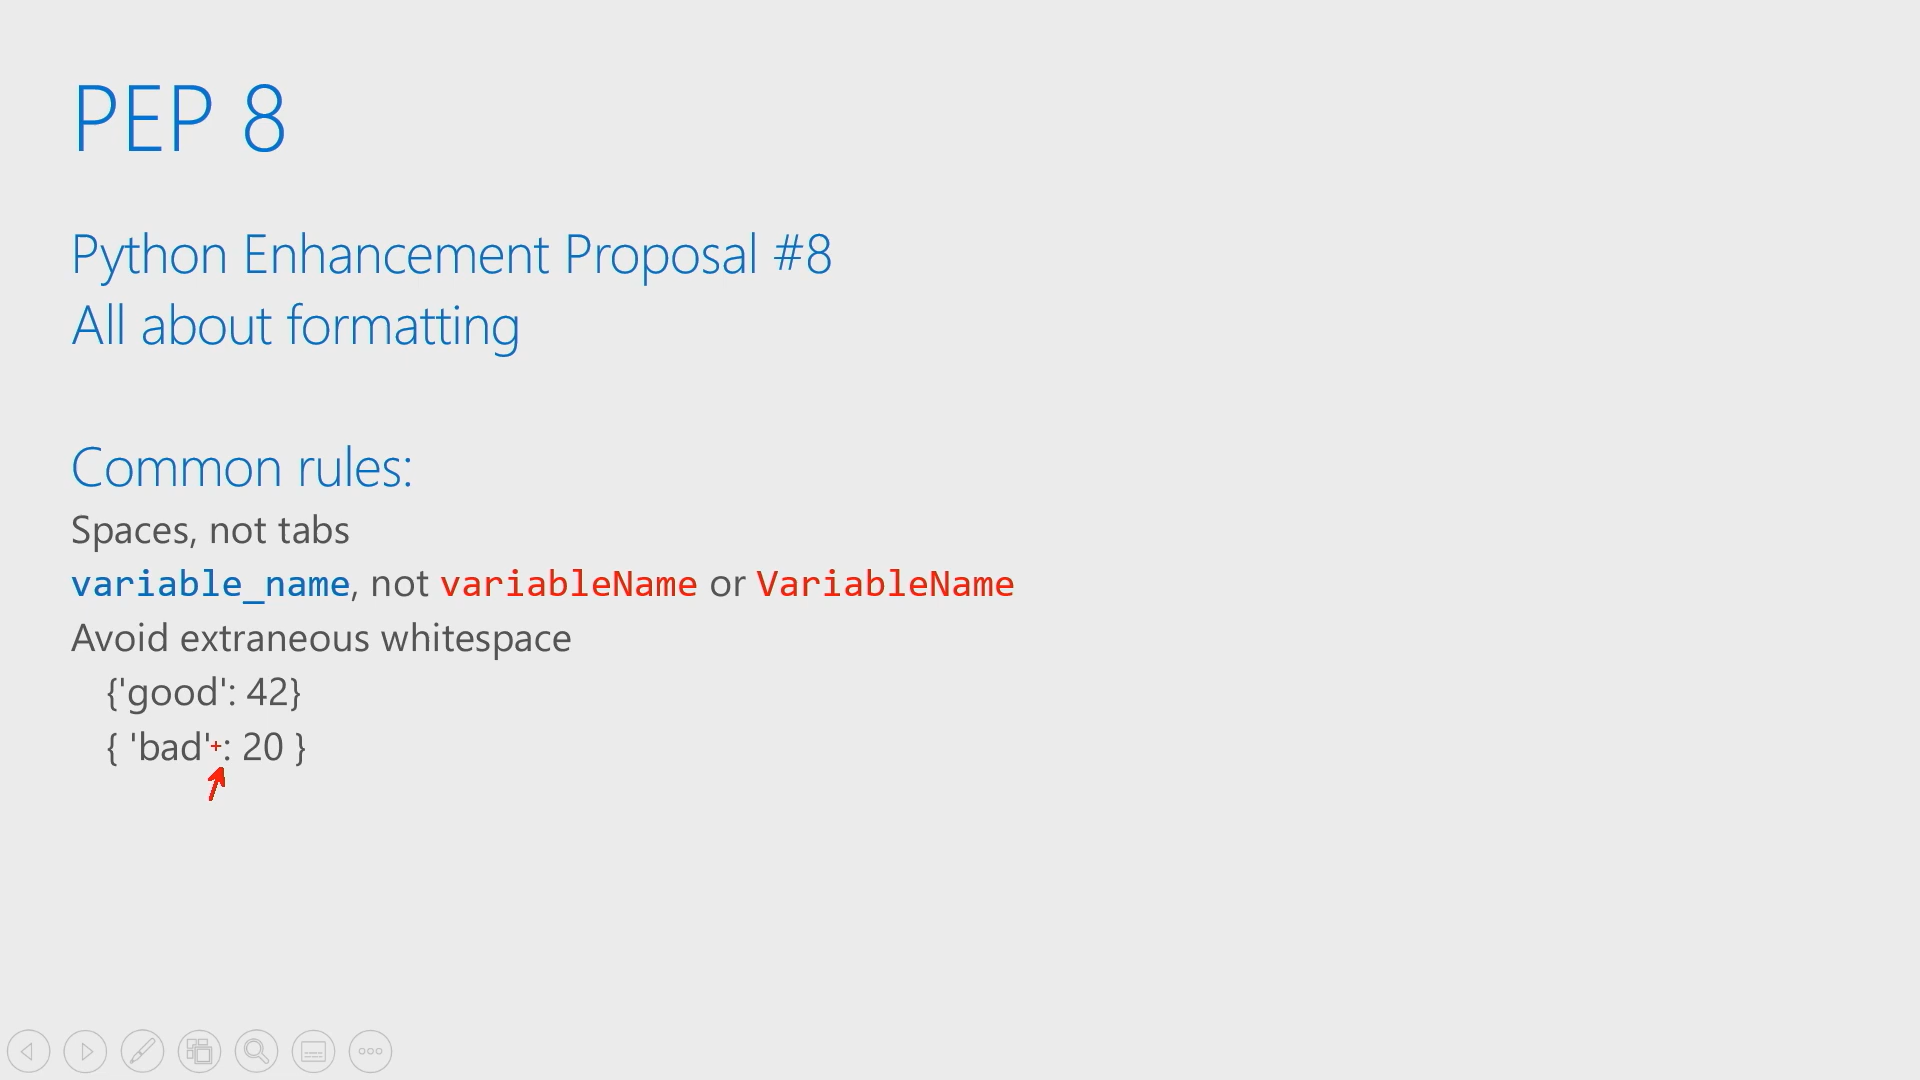 PEP 8
Python Enhancement Proposal #8
All about formatting
Common rules:
Spaces, not tabs
variable_name, not variableName or VariableName
Avoid extraneous whitespace
{'good': 42}
{ 'bad' : 20 }